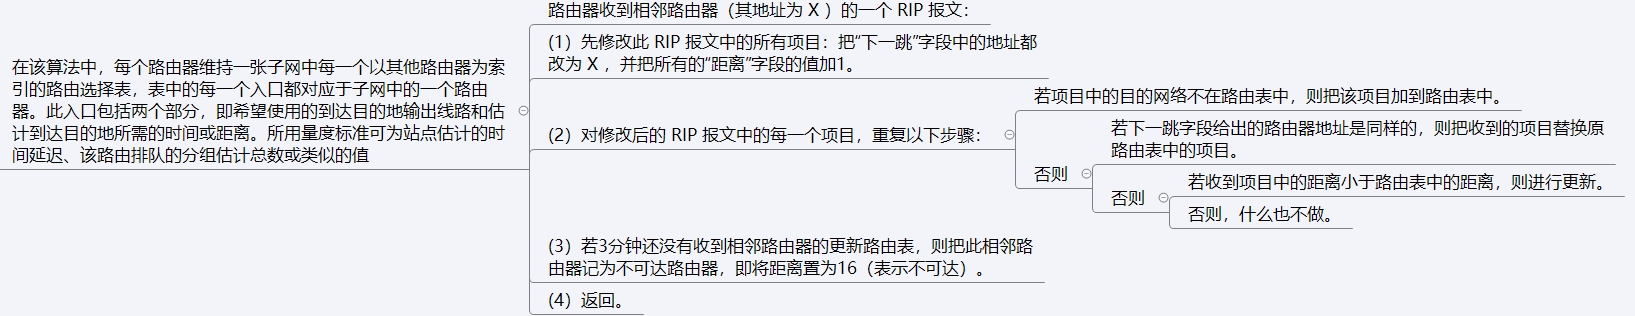 在该算法中，每个路由器维持一张子网中每一个以其他路由器为索
引的路由选择表，表中的每一个入口都对应于子网中的一个路由
器。此入口包括两个部分，即希望使用的到达目的地输出线路和估
计到达目的地所需的时间或距离。所用量度标准可为站点估计的时
间延迟、该路由排队的分组估计总数或类似的值
路由器收到相邻路由器（其地址为 X ）的一个 RIP 报文：
(1）先修改此 RIP 报文中的所有项目：把“下一跳”字段中的地址都
改为 X ，并把所有的“距离”字段的值加1。
(2）对修改后的 RIP 报文中的每一个项目，重复以下步骤：
若项目中的目的网络不在路由表中，则把该项目加到路由表中。
否则
若下一跳字段给出的路由器地址是同样的，则把收到的项目替换原
路由表中的项目。
否则
若收到项目中的距离小于路由表中的距离，则进行更新。
否则，什么也不做。
(3）若3分钟还没有收到相邻路由器的更新路由表，则把此相邻路
由器记为不可达路由器，即将距离置为16（表示不可达）。
(4）返回。